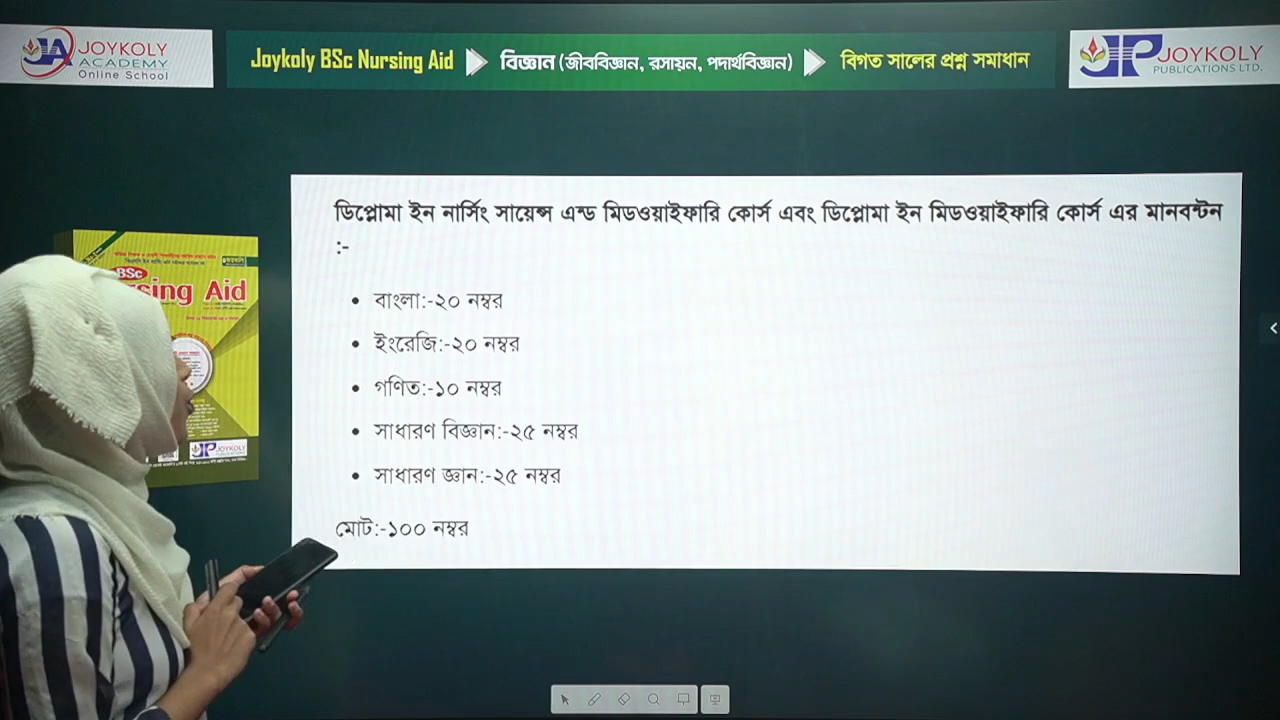 JOYKOLY
ACADEMY
Online School
Joykoly BSc Nursing Aid
বিজ্ঞান (জীববিজ্ঞান, রসায়ন, পদার্থবিজ্ঞান)
বিগত সালের প্রশ্ন সমাধান
JOYKOLY
PUBLICATIONS LTD.
ডিপ্লোমা ইন নার্সিং সায়েন্স এন্ড মিডওয়াইফারি কোর্স এবং ডিপ্লোমা ইন মিডওয়াইফারি কোর্স এর মানবন্টন
:-
• বাংলা:-২০ নম্বর
• ইংরেজি:-২০ নম্বর
• গণিত:-১০ নম্বর
• সাধারণ বিজ্ঞান:-২৫ নম্বর
• সাধারণ জ্ঞান:-২৫ নম্বর
মোট:-১০০ নম্বর
BSc
sing Aid
JOYKOLY